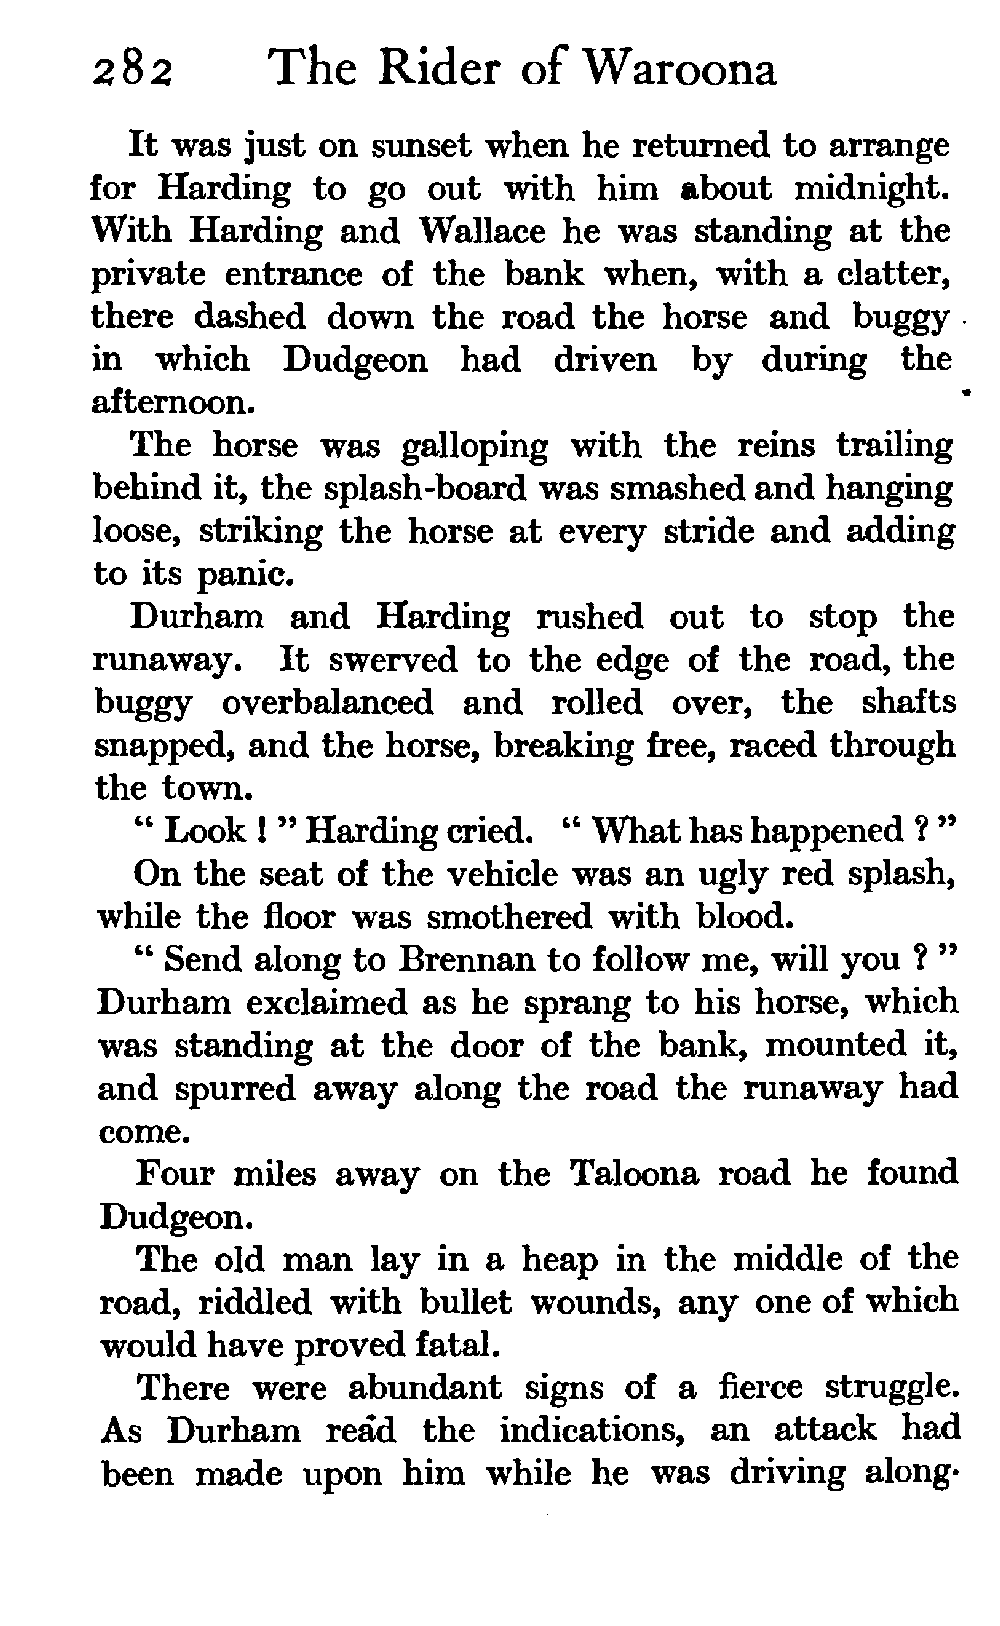 282 The Rider of Waroona
It was just on sunset when he returned to arrange
for Harding to go out with him about midnight.
With Harding and Wallace he was standing at the
private entrance of the bank when, with a clatter,
there dashed down the road the horse and buggy
in which Dudgeon had driven by during the
afternoon.
The horse was galloping with the reins trailing
behind it, the splash-board was smashed and hanging
loose, striking the horse at every stride and adding
to its panic.
Durham and Harding rushed out to stop the
runaway. It swerved to the edge of the road, the
buggy overbalanced and rolled over, the shafts
snapped, and the horse, breaking free, raced through
the town.
“ Look ! ” Harding cried. “ What has happened ? ”
On the seat of the vehicle was an ugly red splash,
while the floor was smothered with blood.
“ Send along to Brennan to follow me, will you ? ”
Durham exclaimed as he sprang to his horse, which
was standing at the door of the bank, mounted it,
and spurred away along the road the runaway had
come.
Four miles away on the Taloona road he found
Dudgeon.
The old man lay in a heap in the middle of the
road, riddled with bullet wounds, any one of which
would have proved fatal.
There were abundant signs of a fierce struggle.
As Durham read the indications, an attack had
been made upon him while he was driving along.